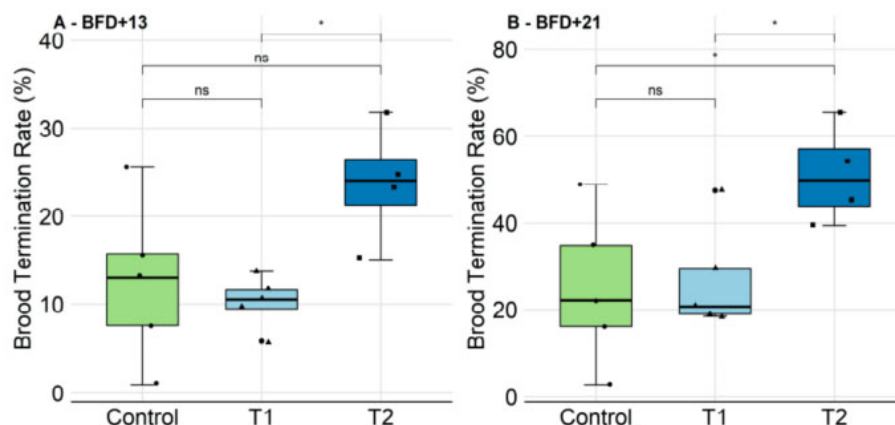 A - BFD+13
*
ns
ns
Brood Termination Rate (%)
40
30
20
10
0
Control T1 T2
B - BFD+21
*
*
ns
Brood Termination Rate (%)
80
60
40
20
0
Control T1 T2